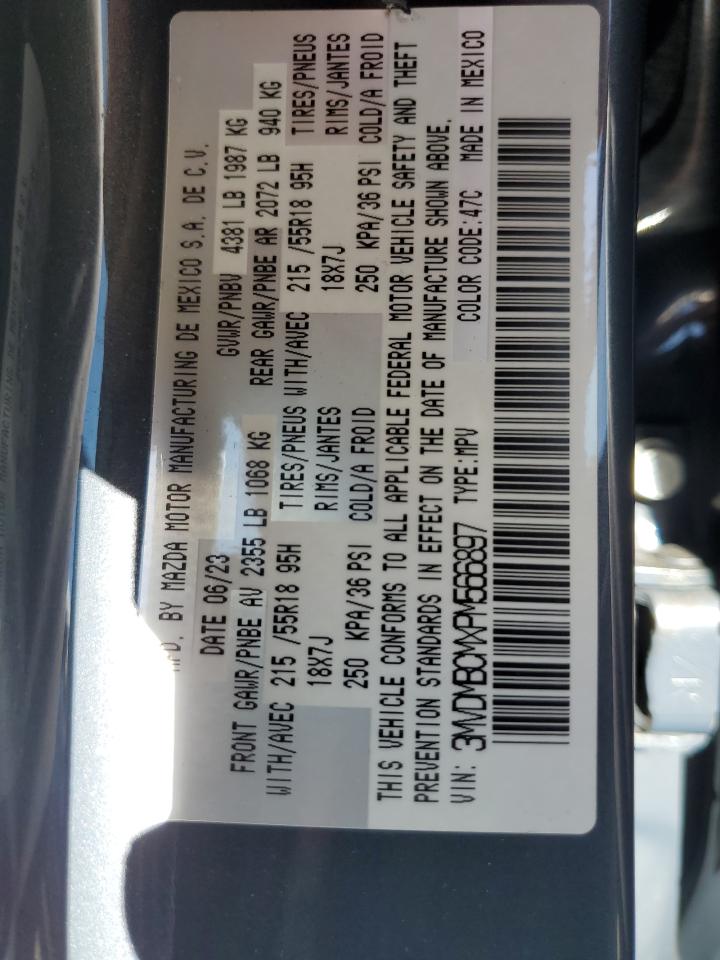 MFD. BY MAZDA MOTOR MANUFACTURING DE MEXICO S.A. DE C.V.
DATE 06/23 GVWR/PNBV 4381 LB 1987 KG
FRONT GAWR/PNBE AV 2355 LB 1068 KG REAR GAWR/PNBE AR 2072 LB 940 KG
WITH/AVEC 215 /55R18 95H TIRES/PNEUS WITH/AVEC 215 /55R18 95H TIRES/PNEUS
18X7J RIMS/JANTES 18X7J RIMS/JANTES
250 KPA/36 PSI COLD/A FROID 250 KPA/36 PSI COLD/A FROID
THIS VEHICLE CONFORMS TO ALL APPLICABLE FEDERAL MOTOR VEHICLE SAFETY AND THEFT
PREVENTION STANDARDS IN EFFECT ON THE DATE OF MANUFACTURE SHOWN ABOVE.
VIN: 3MVDMBCMXPM566897 TYPE:MPV COLOR CODE:47C MADE IN MEXICO